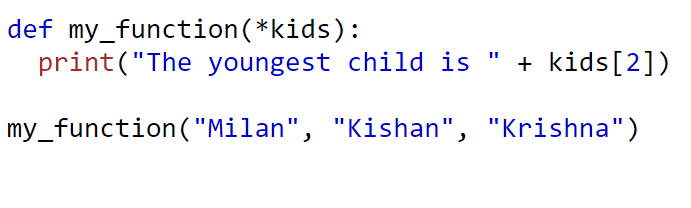 def my_function(*kids):
  print("The youngest child is " + kids[2])
my_function("Milan", "Kishan", "Krishna")